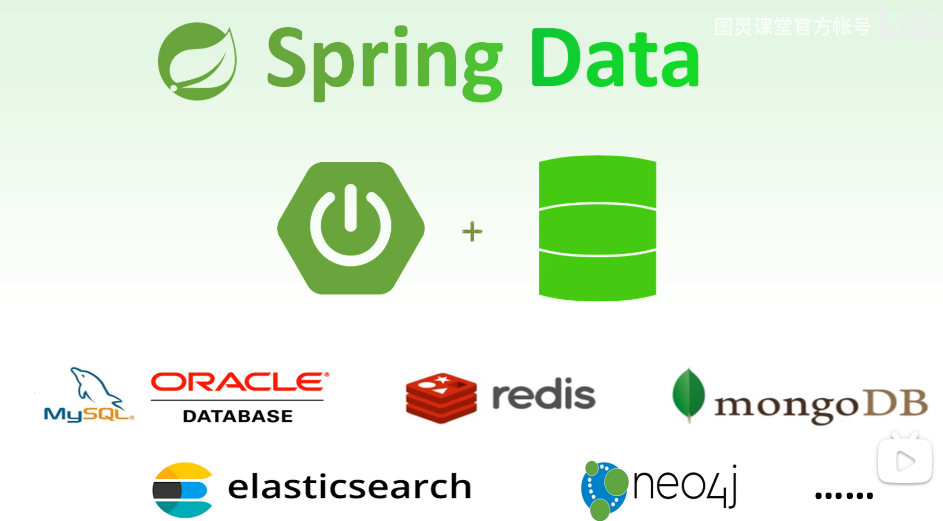 图灵课堂官方帐号
Spring Data
+
MySQL®
ORACLE®
DATABASE
redis
mongoDB
elasticsearch
neo4j
......